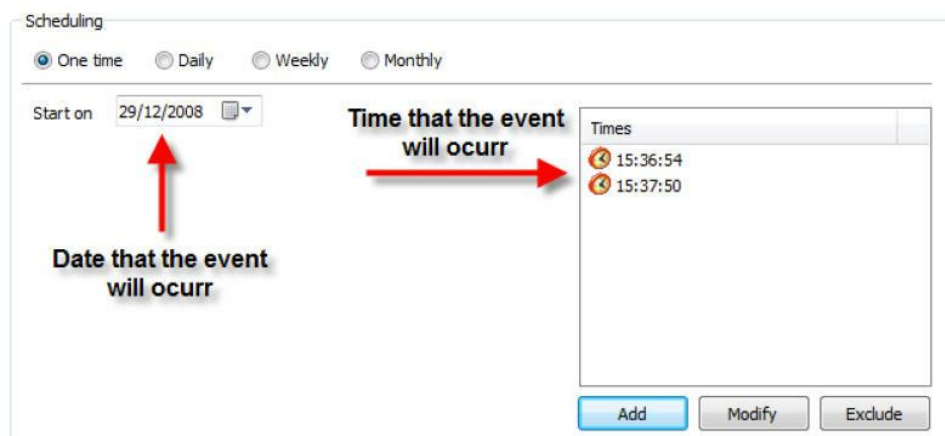 Scheduling
One time Daily Weekly Monthly
Start on 29/12/2008
Time that the event
will ocurr
Times
15:36:54
15:37:50
Date that the event
will ocurr
Add Modify Exclude